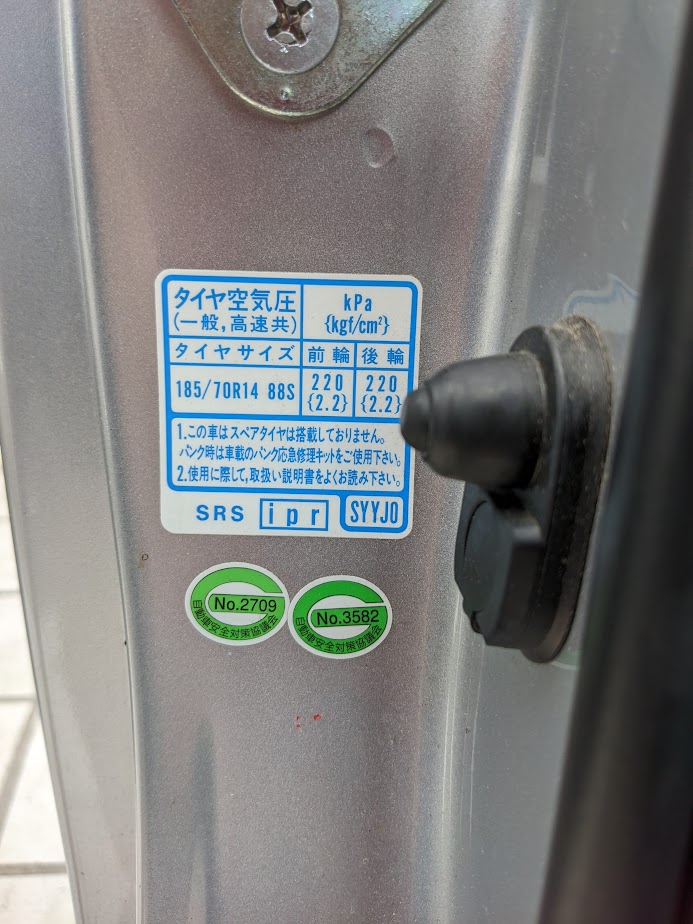 タイヤ空気圧
(一般,高速共)
kPa
{kgf/cm²}
タイヤサイズ 前輪 後輪
185/70R14 88S 220 220
{2.2} {2.2}
1.この車はスペアタイヤは搭載しておりません。
パンク時は車載のパンク応急修理キットをご使用下さい。
2.使用に際して,取扱い説明書をよくお読み下さい。
SRS ipr SYYJ0
No.2709
自動車安全対策協議会
No.3582
自動車安全対策協議会